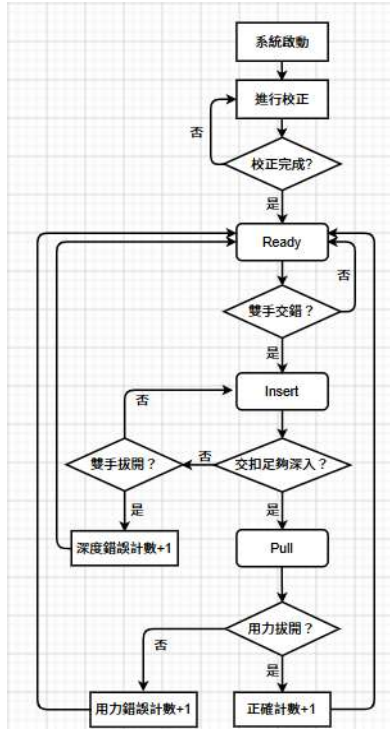 系統啟動
進行校正
否
校正完成?
是
Ready
否
雙手交錯？
是
Insert
否
雙手拔開？
否
交扣足夠深入？
是
是
深度錯誤計數+1
Pull
用力拔開？
否
是
用力錯誤計數+1
正確計數+1